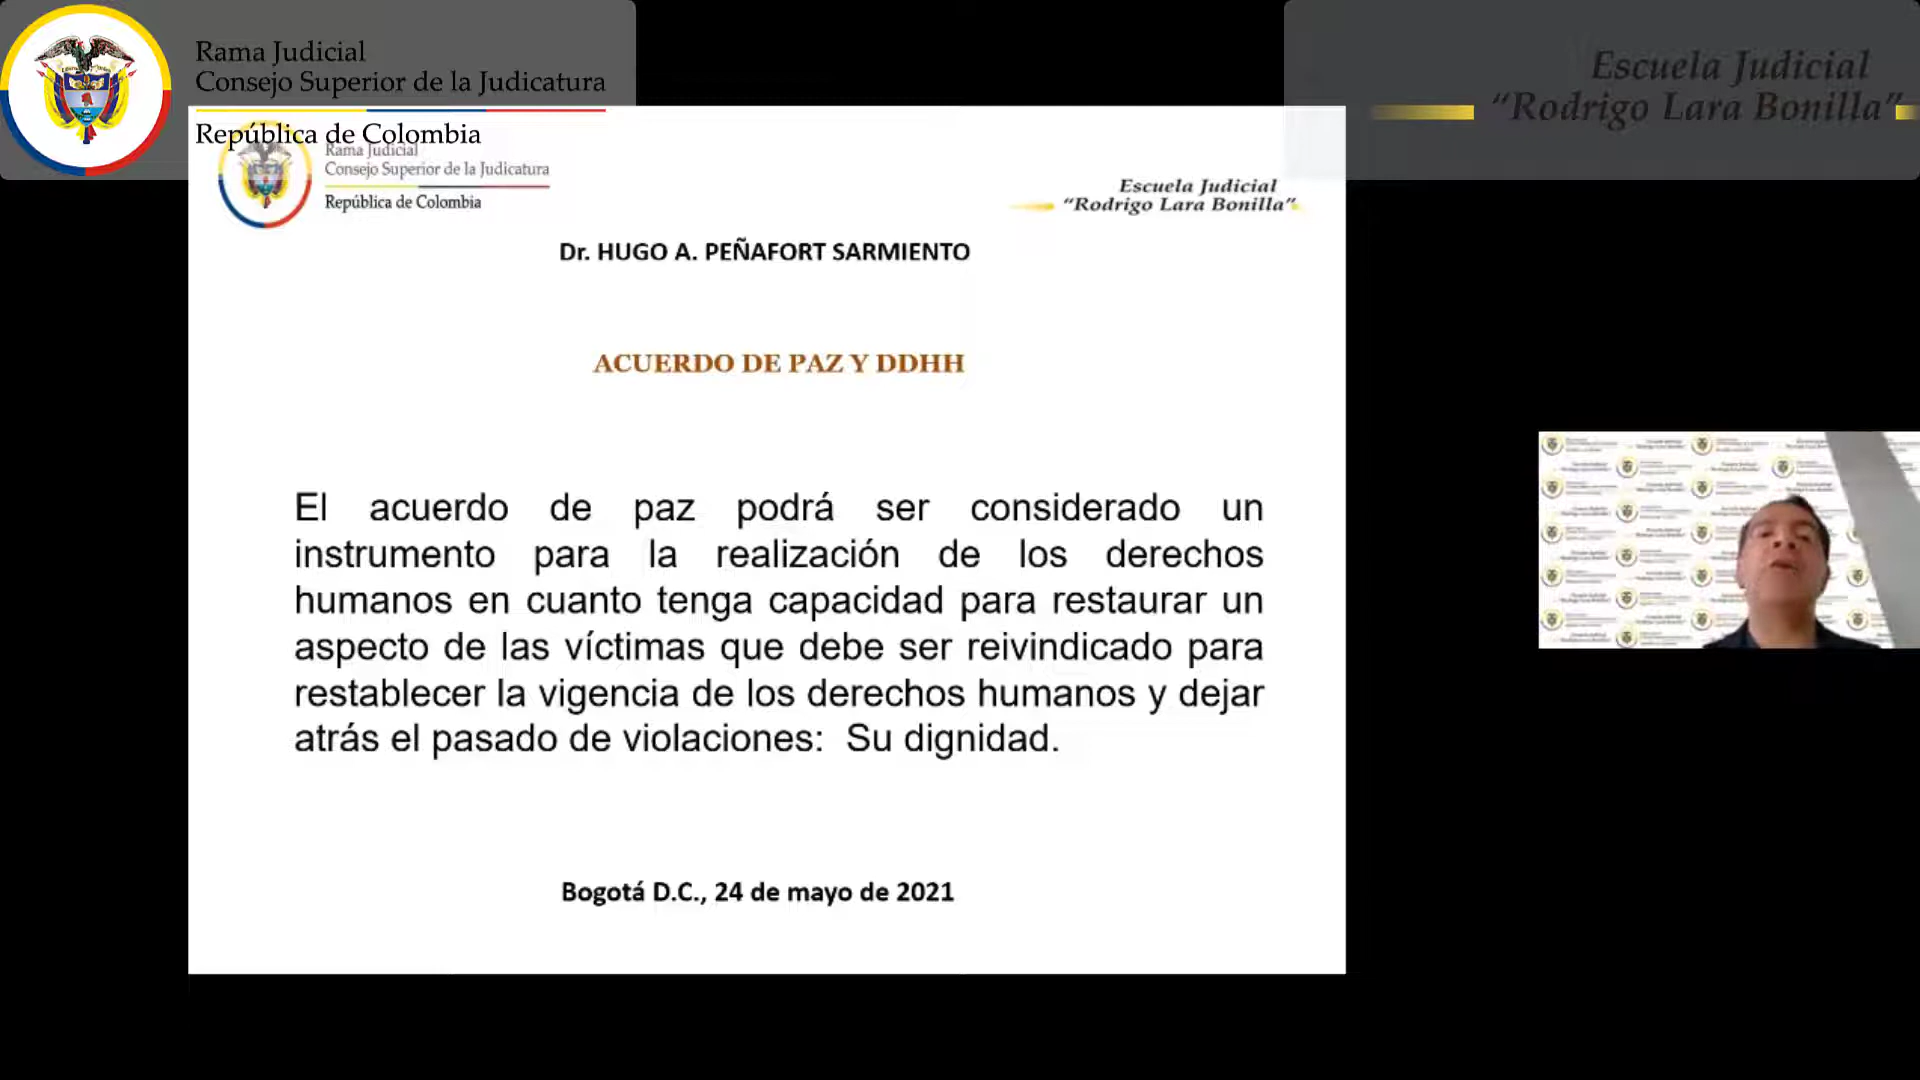 Rama Judicial
Consejo Superior de la Judicatura
República de Colombia
Escuela Judicial
“Rodrigo Lara Bonilla”
Rama Judicial
Consejo Superior de la Judicatura
República de Colombia
Escuela Judicial
“Rodrigo Lara Bonilla”
Dr. HUGO A. PEÑAFORT SARMIENTO
ACUERDO DE PAZ Y DDHH
El acuerdo de paz podrá ser considerado un
instrumento para la realización de los derechos
humanos en cuanto tenga capacidad para restaurar un
aspecto de las víctimas que debe ser reivindicado para
restablecer la vigencia de los derechos humanos y dejar
atrás el pasado de violaciones: Su dignidad.
Bogotá D.C., 24 de mayo de 2021